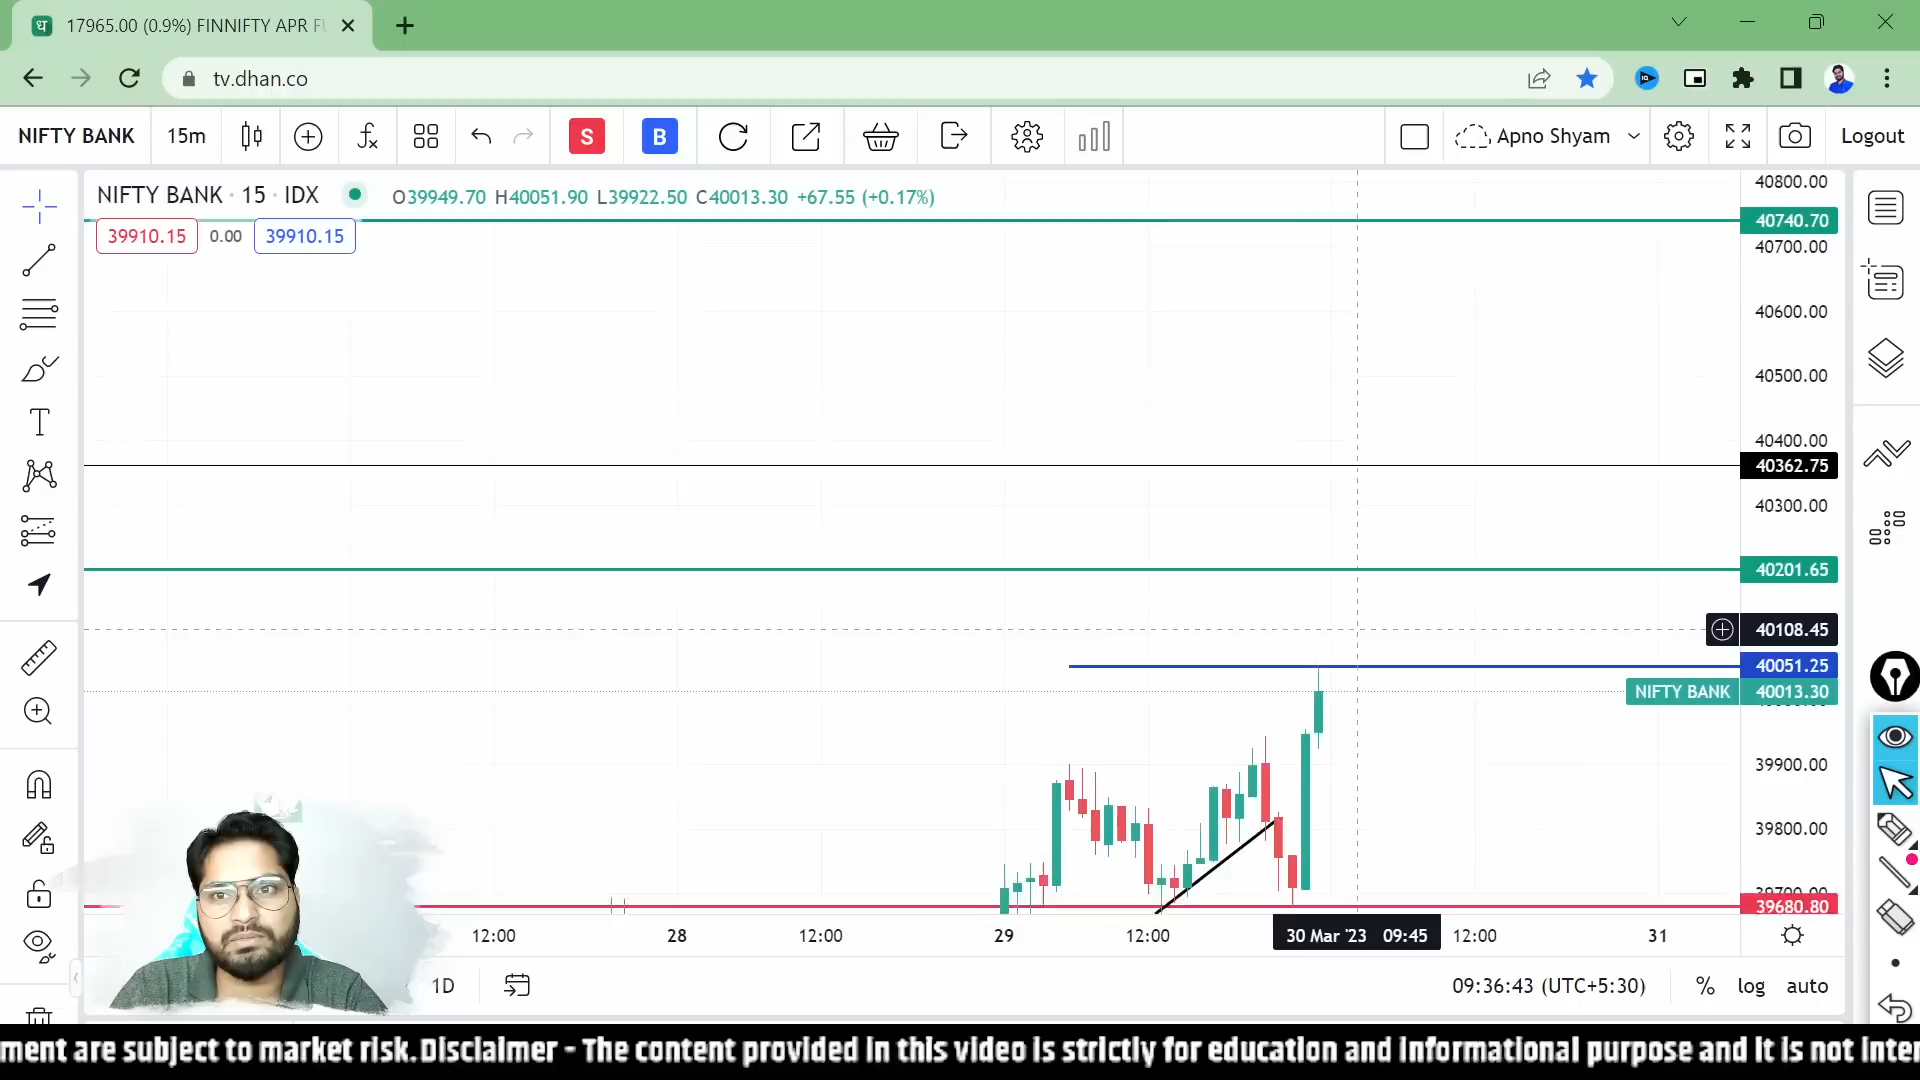 ध 17965.00 (0.9%) FINNIFTY APR FU
tv.dhan.co
NIFTY BANK 15m S B Apno Shyam Logout
NIFTY BANK · 15 · IDX O39949.70 H40051.90 L39922.50 C40013.30 +67.55 (+0.17%)
39910.15 0.00 39910.15
40800.00
40740.70
40700.00
40600.00
40500.00
40400.00
40362.75
40300.00
40201.65
40108.45
40051.25
NIFTY BANK 40013.30
39900.00
39800.00
39700.00
39680.80
12:00 28 12:00 29 12:00 30 Mar '23 09:45 12:00 31
1D 09:36:43 (UTC+5:30) % log auto
ment are subject to market risk.Disclaimer - The content provided in this video is strictly for education and informational purpose and it is not inten